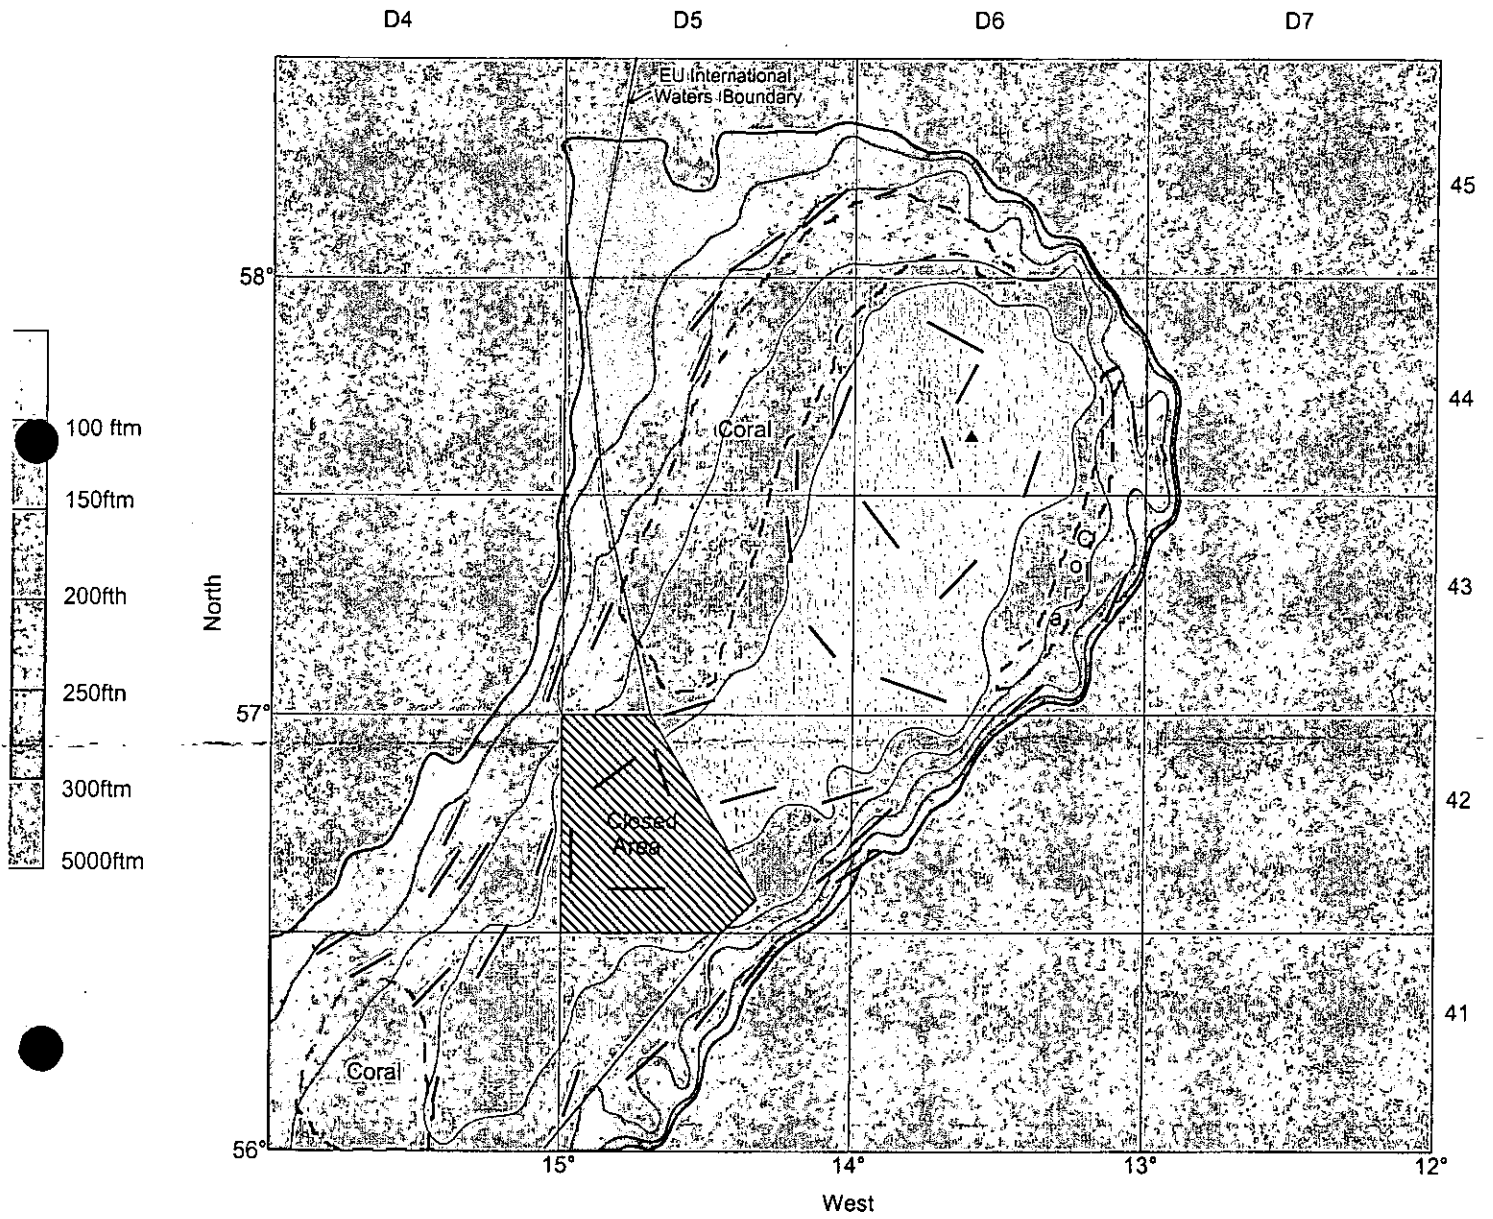 D4 D5 D6 D7
EU International
Waters Boundary
45
58°
44
100 ftm
Coral
150ftm
C
o
r
a
200fth
43
North
250ftn
57°
300ftm
42
Closed
Area
5000ftm
41
Coral
56°
15° 14° 13° 12°
West